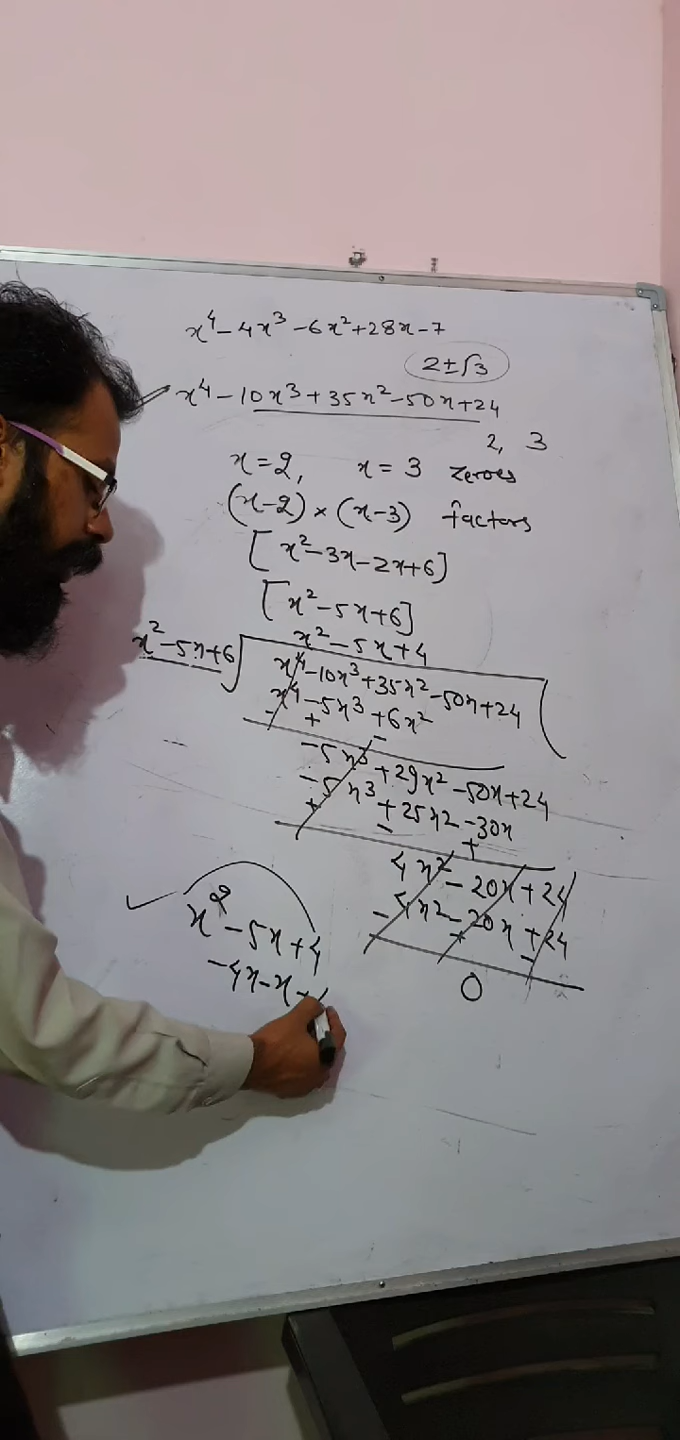 x⁴ - 4x³ - 6x² + 28x - 7
2 ± √3
x⁴ - 10x³ + 35x² - 50x + 24
2, 3
x = 2, x = 3 zeroes
(x-2) × (x-3) factors
[x² - 3x - 2x + 6]
[x² - 5x + 6]
x² - 5x + 4
x² - 5x + 6 ) x⁴ - 10x³ + 35x² - 50x + 24
x⁴ - 5x³ + 6x²
- + -
- 5x³ + 29x² - 50x + 24
- 5x³ + 25x² - 30x
+ - +
4x² - 20x + 24
4x² - 20x + 24
- + -
0
x² - 5x + 4
- 4x - x